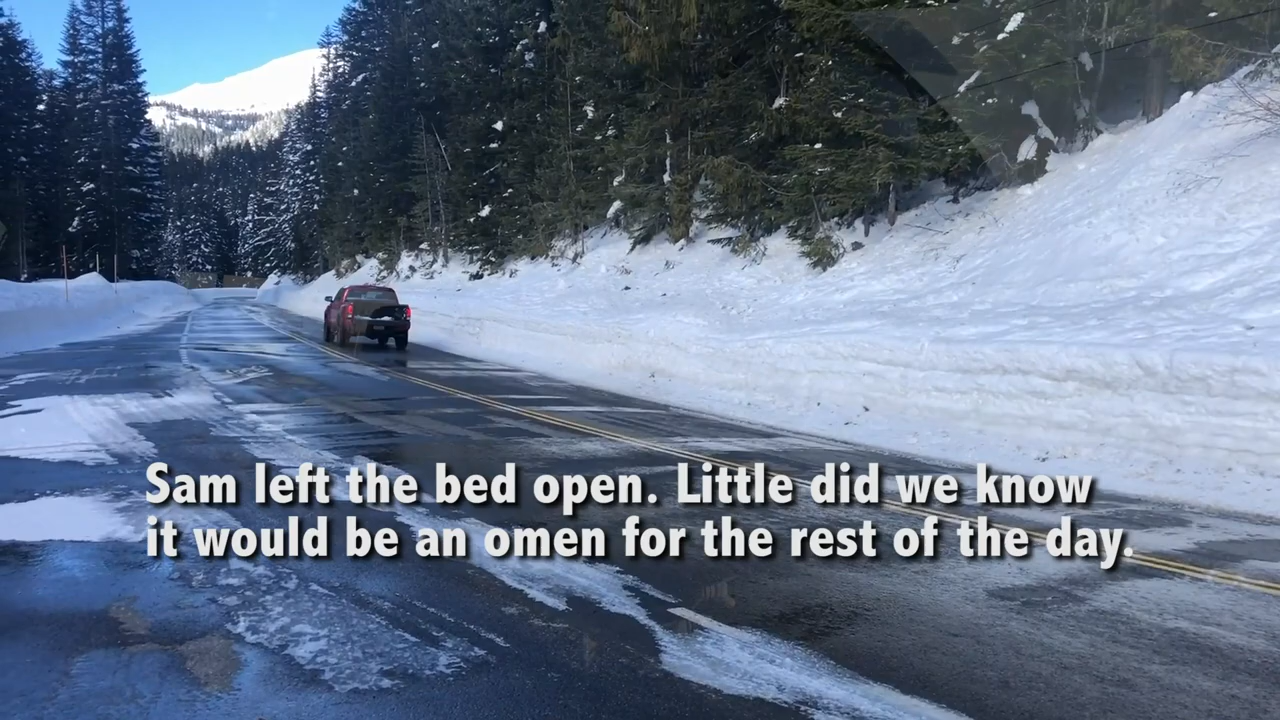 Sam left the bed open. Little did we know
it would be an omen for the rest of the day.